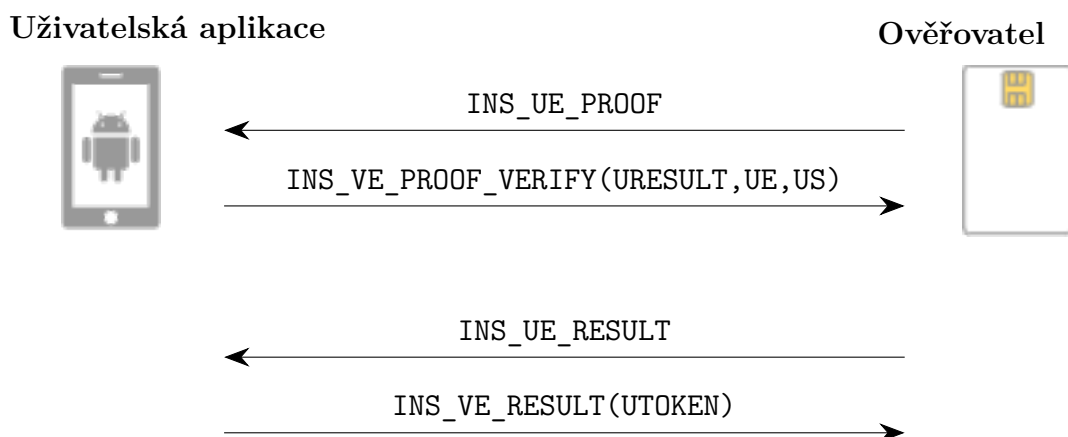 Uživatelská aplikace
Ověřovatel
INS_UE_PROOF
INS_VE_PROOF_VERIFY(URESULT,UE,US)
INS_UE_RESULT
INS_VE_RESULT(UTOKEN)